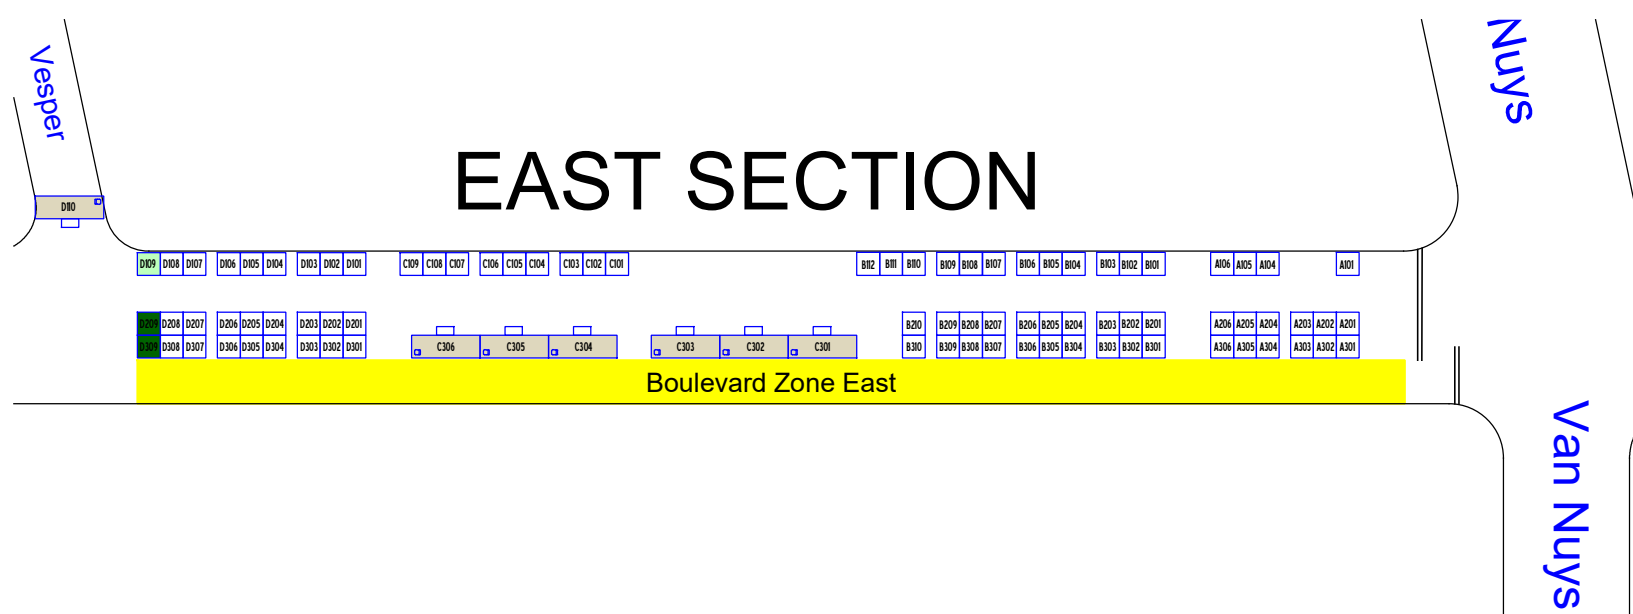 Vesper
Nuys
EAST SECTION
D110
D109 D108 D107 D106 D105 D104 D103 D102 D101 C109 C108 C107 C106 C105 C104 C103 C102 C101 B112 B111 B110 B109 B108 B107 B106 B105 B104 B103 B102 B101 A106 A105 A104 A101
D209 D208 D207 D206 D205 D204 D203 D202 D201 B210 B209 B208 B207 B206 B205 B204 B203 B202 B201 A206 A205 A204 A203 A202 A201
D309 D308 D307 D306 D305 D304 D303 D302 D301 C306 C305 C304 C303 C302 C301 B310 B309 B308 B307 B306 B305 B304 B303 B302 B301 A306 A305 A304 A303 A302 A301
Boulevard Zone East
Van Nuys